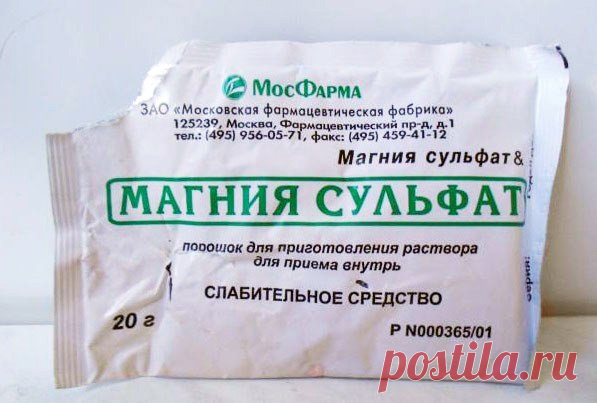 МосФарма
ЗАО «Московская фармацевтическая фабрика»
125239, Москва, Фармацевтический пр-д, д.1
тел.: (495) 956-05-71, факс: (495) 459-41-12
Магния сульфат&
МАГНИЯ СУЛЬФАТ
порошок для приготовления раствора
для приема внутрь
СЛАБИТЕЛЬНОЕ СРЕДСТВО
20 г
Р N000365/01
Серия:
postila.ru